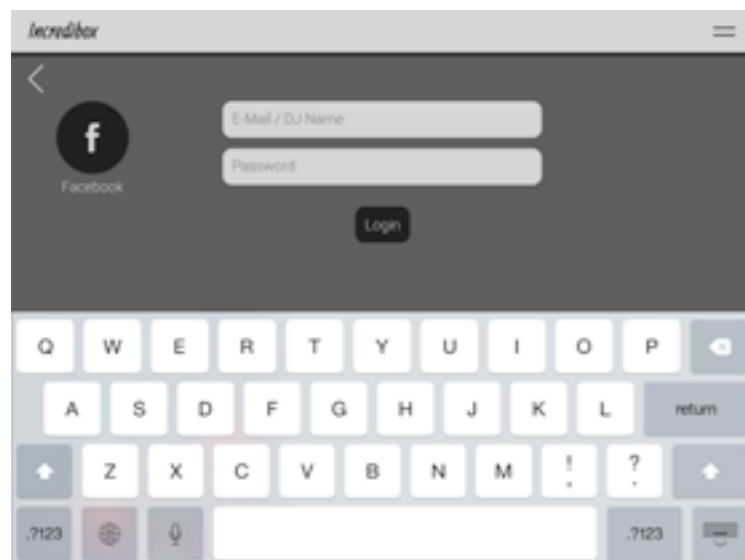 Incredibox
E-Mail / DJ Name
f
Password
Facebook
Login
Q W E R T Y U I O P
A S D F G H J K L return
Z X C V B N M ! , ? .
.?123 .?123